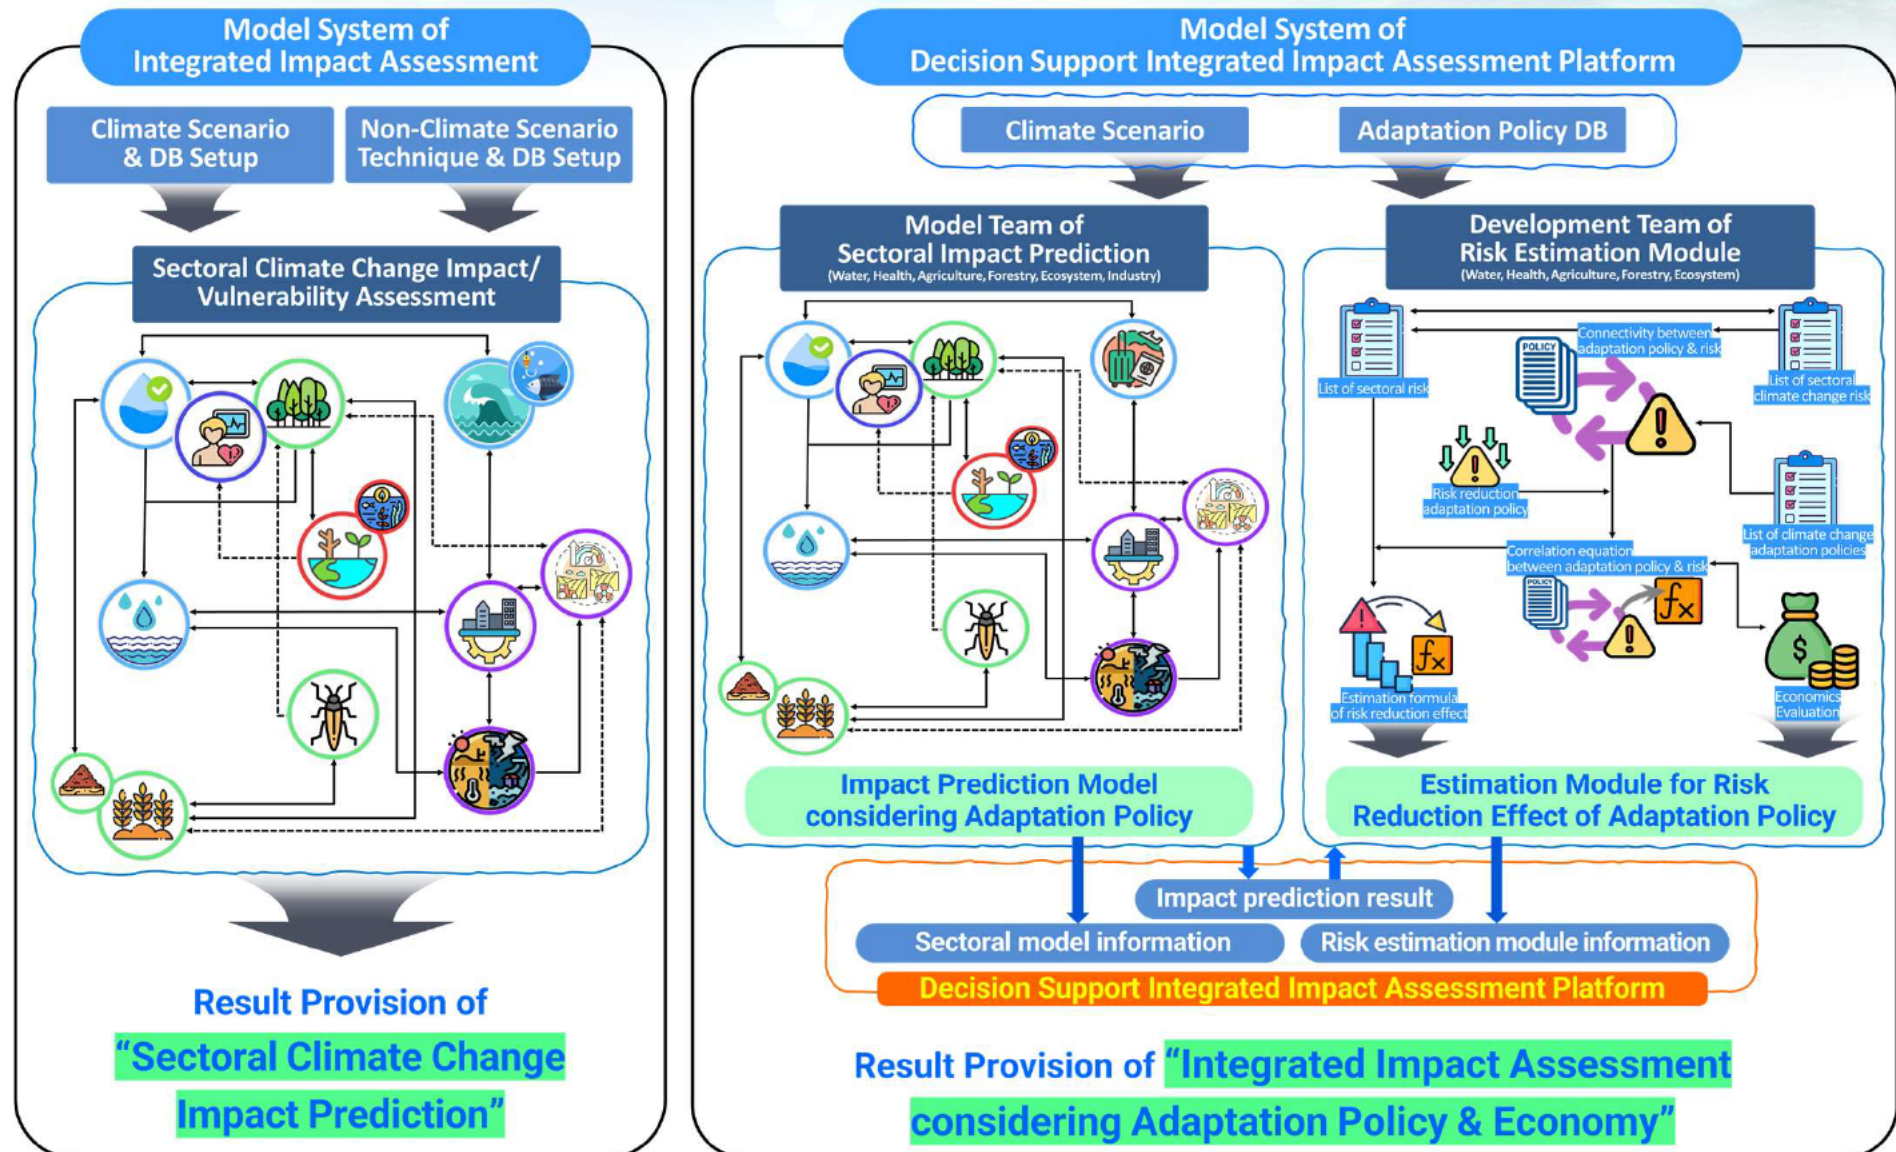 Model System of
Integrated Impact Assessment
Climate Scenario
& DB Setup
Non-Climate Scenario
Technique & DB Setup
Sectoral Climate Change Impact/
Vulnerability Assessment
Result Provision of
“Sectoral Climate Change
Impact Prediction”
Model System of
Decision Support Integrated Impact Assessment Platform
Climate Scenario
Adaptation Policy DB
Model Team of
Sectoral Impact Prediction
(Water, Health, Agriculture, Forestry, Ecosystem, Industry)
Impact Prediction Model
considering Adaptation Policy
Development Team of
Risk Estimation Module
(Water, Health, Agriculture, Forestry, Ecosystem)
List of sectoral risk
Connectivity between
adaptation policy & risk
POLICY
List of sectoral
climate change risk
Risk reduction
adaptation policy
List of climate change
adaptation policies
Correlation equation
between adaptation policy & risk
POLICY
fx
fx
$
Estimation formula
of risk reduction effect
Economics
Evaluation
Estimation Module for Risk
Reduction Effect of Adaptation Policy
Impact prediction result
Sectoral model information
Risk estimation module information
Decision Support Integrated Impact Assessment Platform
Result Provision of “Integrated Impact Assessment
considering Adaptation Policy & Economy”